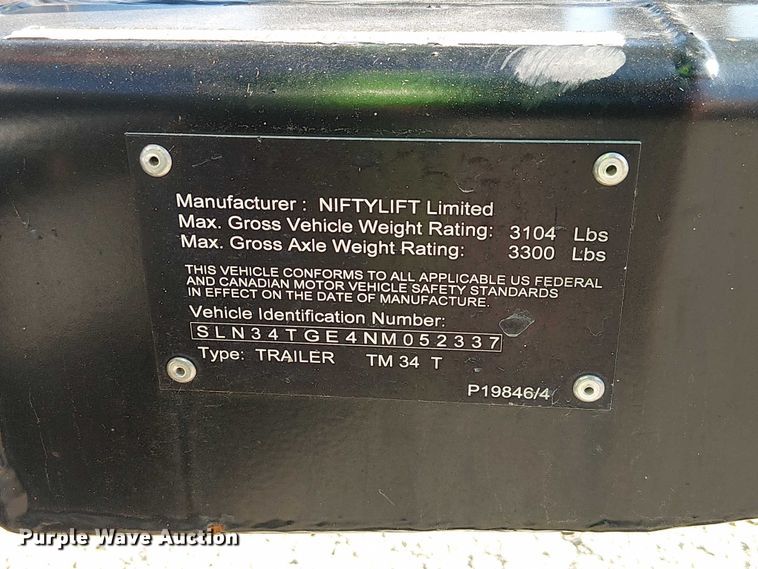 Manufacturer : NIFTYLIFT Limited
Max. Gross Vehicle Weight Rating: 3104 Lbs
Max. Gross Axle Weight Rating: 3300 Lbs
THIS VEHICLE CONFORMS TO ALL APPLICABLE US FEDERAL
AND CANADIAN MOTOR VEHICLE SAFETY STANDARDS
IN EFFECT ON THE DATE OF MANUFACTURE.
Vehicle Identification Number:
SLN34TGE4NM052337
Type: TRAILER TM 34 T
P19846/4
Purple Wave Auction